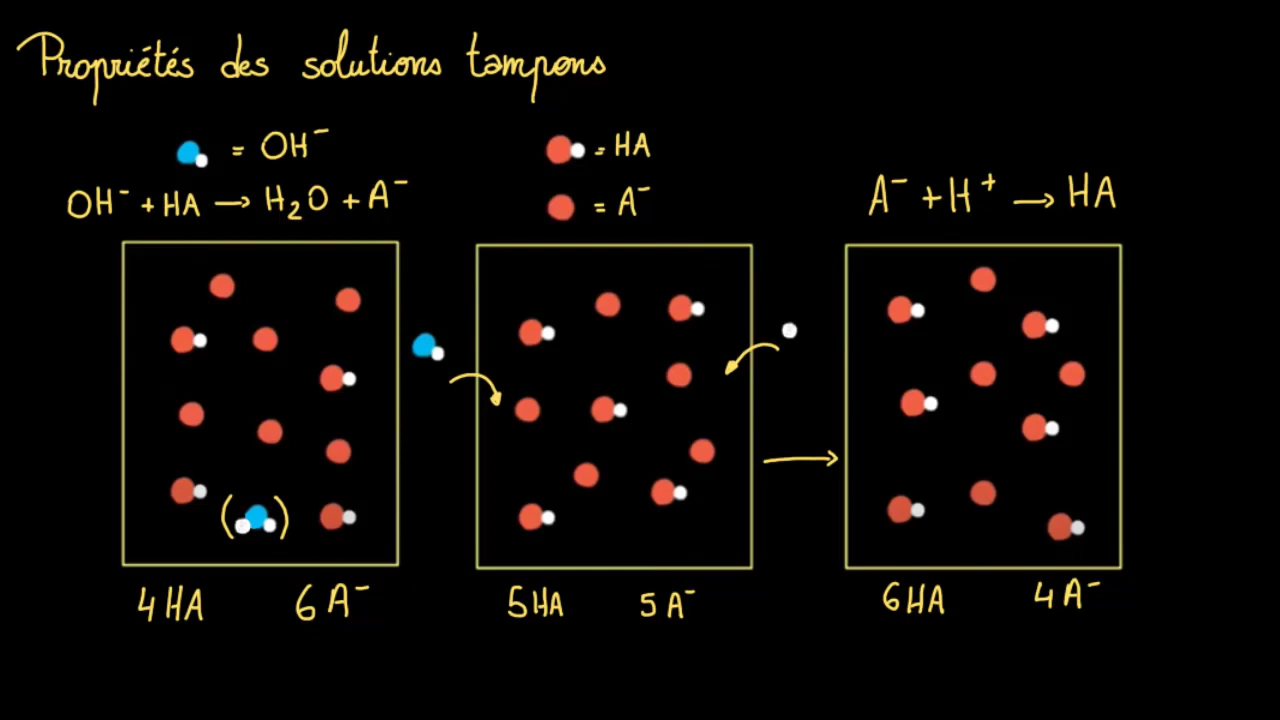 Propriétés des solutions tampons
= OH⁻
OH⁻ + HA → H₂O + A⁻
= HA
= A⁻
A⁻ + H⁺ → HA
( )
4 HA 6 A⁻
5 HA 5 A⁻
6 HA 4 A⁻